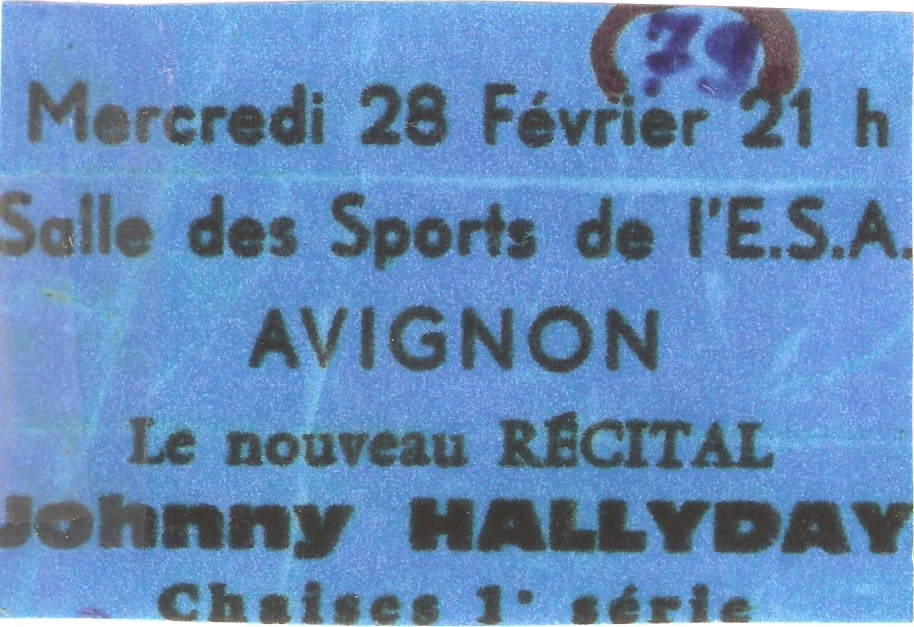 79
Mercredi 28 Février 21 h
Salle des Sports de l'E.S.A.
AVIGNON
Le nouveau RÉCITAL
Johnny HALLYDAY
Chaises 1° série